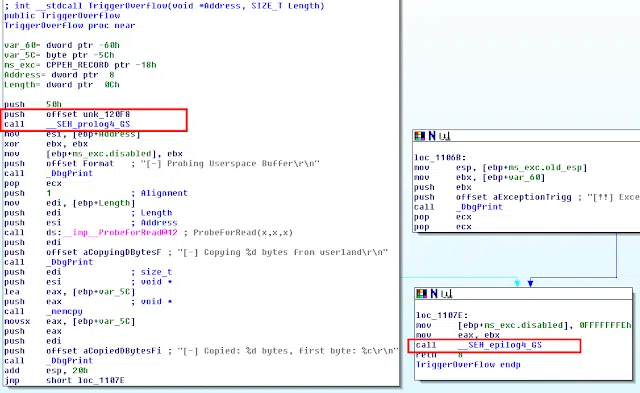 ; int __stdcall TriggerOverflow(void *Address, SIZE_T Length)
public TriggerOverflow
TriggerOverflow proc near
var_60= dword ptr -60h
var_5C= byte ptr -5Ch
ms_exc= CPPEH_RECORD ptr -18h
Address= dword ptr 8
Length= dword ptr 0Ch
push 50h
push offset unk_120F8
call __SEH_prolog4_GS
mov esi, [ebp+Address]
xor ebx, ebx
mov [ebp+ms_exc.disabled], ebx
push offset Format ; "[-] Probing Userspace Buffer\r\n"
call _DbgPrint
pop ecx
push 1 ; Alignment
mov edi, [ebp+Length]
push edi ; Length
push esi ; Address
call ds:__imp__ProbeForRead@12 ; ProbeForRead(x,x,x)
push edi
push offset aCopyingDBytesF ; "[-] Copying %d bytes from userland\r\n"
call _DbgPrint
push edi ; size_t
push esi ; void *
lea eax, [ebp+var_5C]
push eax ; void *
call _memcpy
movsx eax, [ebp+var_5C]
push eax
push edi
push offset aCopiedDBytesFi ; "[-] Copied: %d bytes, first byte: %c\r\n"
call _DbgPrint
add esp, 20h
jmp short loc_1107E
loc_1106B:
mov esp, [ebp+ms_exc.old_esp]
mov ebx, [ebp+var_60]
push ebx
push offset aExceptionTrigg ; "[!!] Exce
call _DbgPrint
pop ecx
pop ecx
loc_1107E:
mov [ebp+ms_exc.disabled], 0FFFFFFFEh
mov eax, ebx
call __SEH_epilog4_GS
retn 8
TriggerOverflow endp